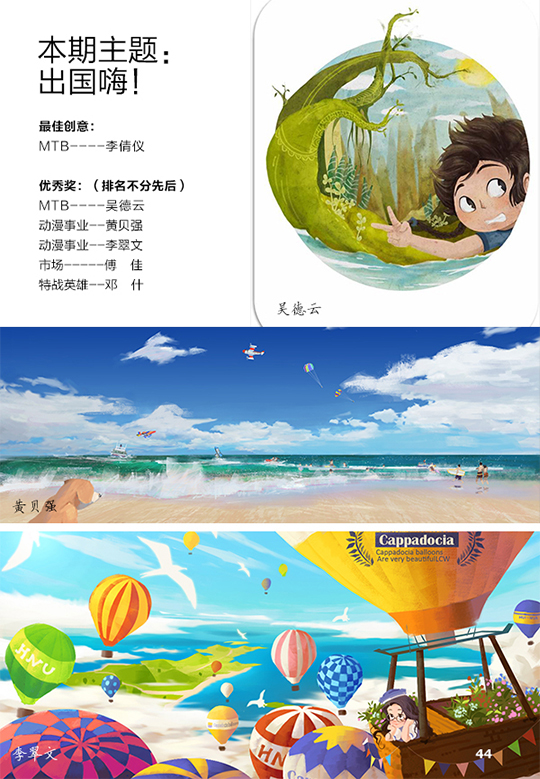 本期主题：
出国嗨！
最佳创意：
MTB----李倩仪
优秀奖：（排名不分先后）
MTB----吴德云
动漫事业--黄贝强
动漫事业--李翠文
市场-----傅　佳
特战英雄--邓　什
吴德云
黄贝强
Cappadocia
Cappadocia balloons
Are very beautiful!LCW
HNU
HNU
李翠文
44